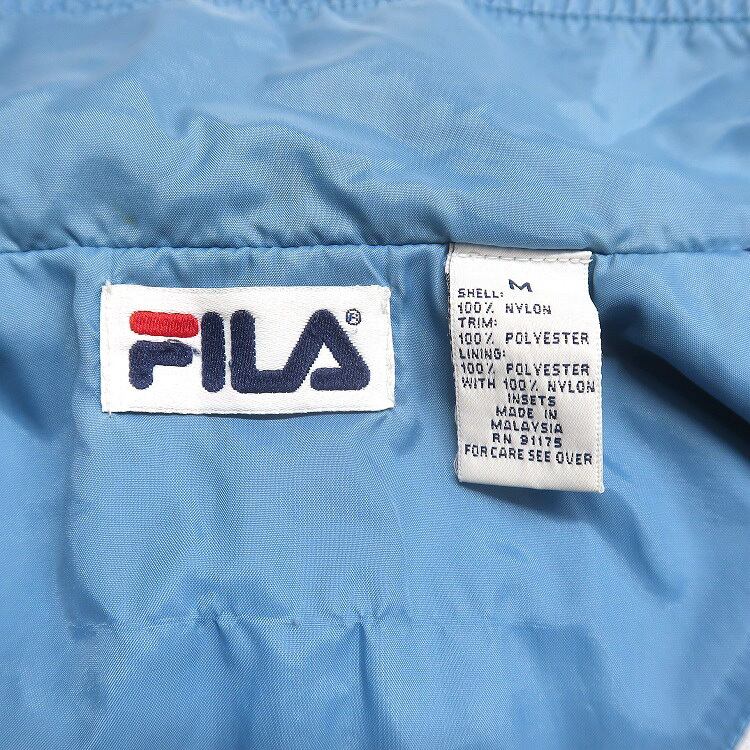 FILA®
M
SHELL:
100% NYLON
TRIM:
100% POLYESTER
LINING:
100% POLYESTER
WITH 100% NYLON
INSETS
MADE IN
MALAYSIA
RN 91175
FOR CARE SEE OVER